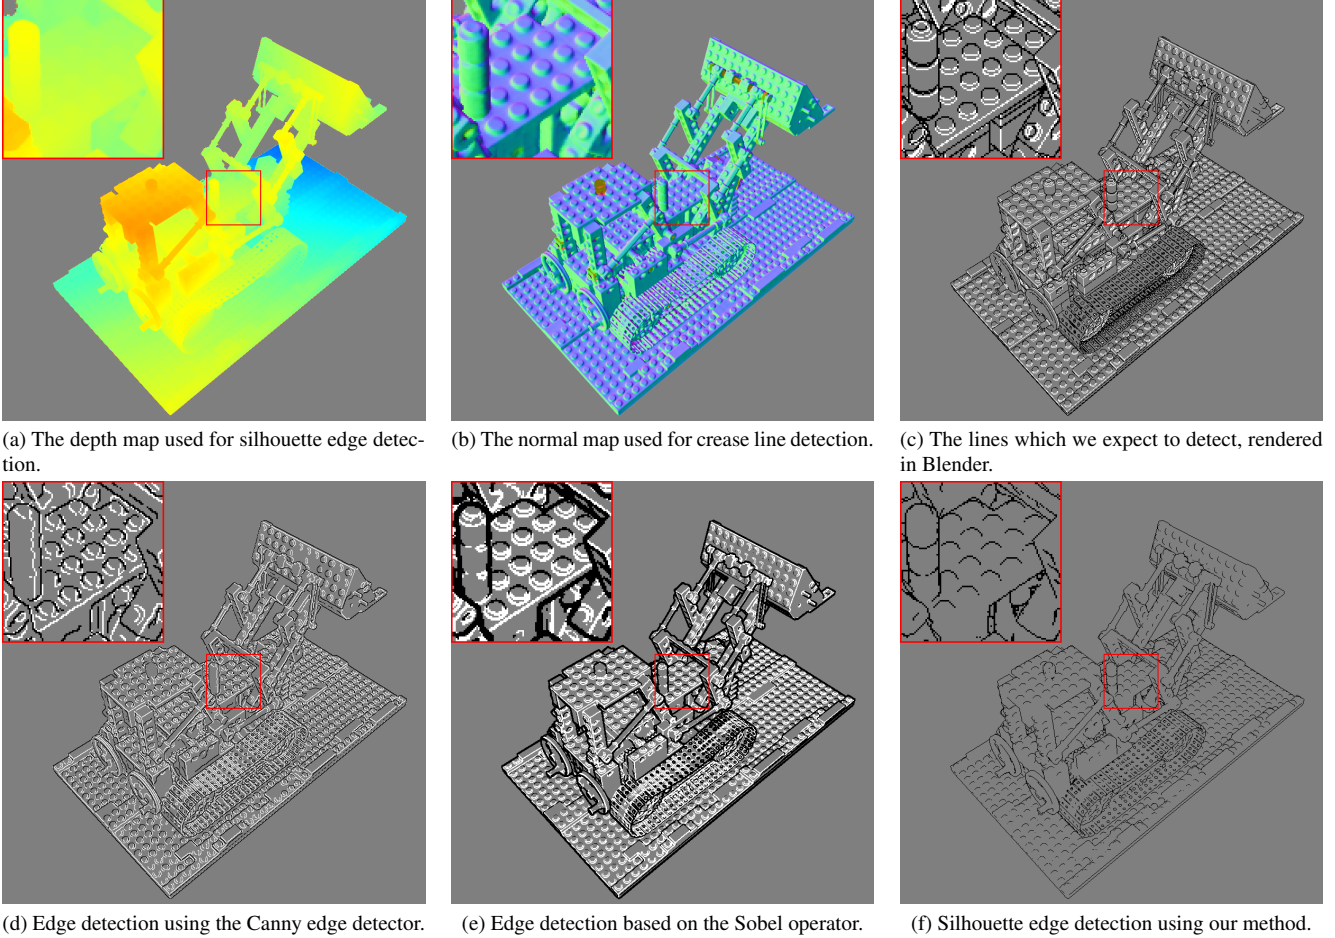 (a) The depth map used for silhouette edge detec-
tion.
(b) The normal map used for crease line detection.
(c) The lines which we expect to detect, rendered
in Blender.
(d) Edge detection using the Canny edge detector.
(e) Edge detection based on the Sobel operator.
(f) Silhouette edge detection using our method.